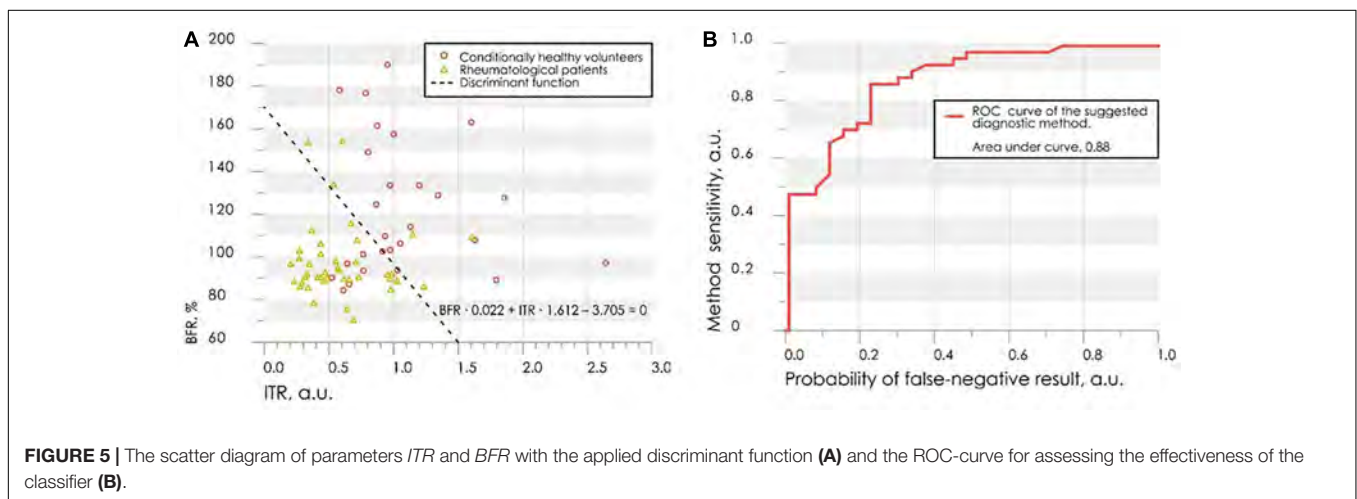 A
200
180
160
140
120
100
80
60
BFR, %
0.0
0.5
1.0
1.5
2.0
2.5
3.0
ITR, a.u.
Conditionally healthy volunteers
Rheumatological patients
Discriminant function
BFR · 0.022 + ITR · 1.612 – 3.705 = 0
B
1.0
0.8
0.6
0.4
0.2
0
Method sensitivity, a.u.
0.0
0.2
0.4
0.6
0.8
1.0
Probability of false-negative result, a.u.
ROC curve of the suggested
diagnostic method.
Area under curve, 0.88
FIGURE 5 | The scatter diagram of parameters ITR and BFR with the applied discriminant function (A) and the ROC-curve for assessing the effectiveness of the
classifier (B).